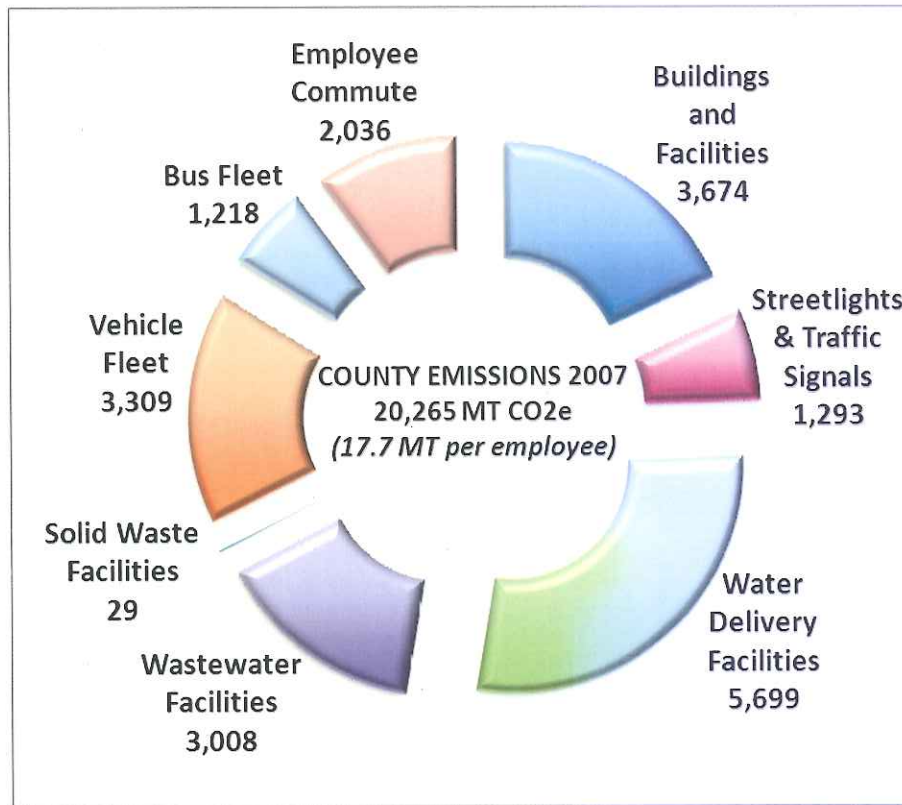 Employee
Commute
2,036
Buildings
and
Facilities
3,674
Bus Fleet
1,218
Streetlights
& Traffic
Signals
1,293
Vehicle
Fleet
3,309
COUNTY EMISSIONS 2007
20,265 MT CO2e
(17.7 MT per employee)
Solid Waste
Facilities
29
Water
Delivery
Facilities
5,699
Wastewater
Facilities
3,008